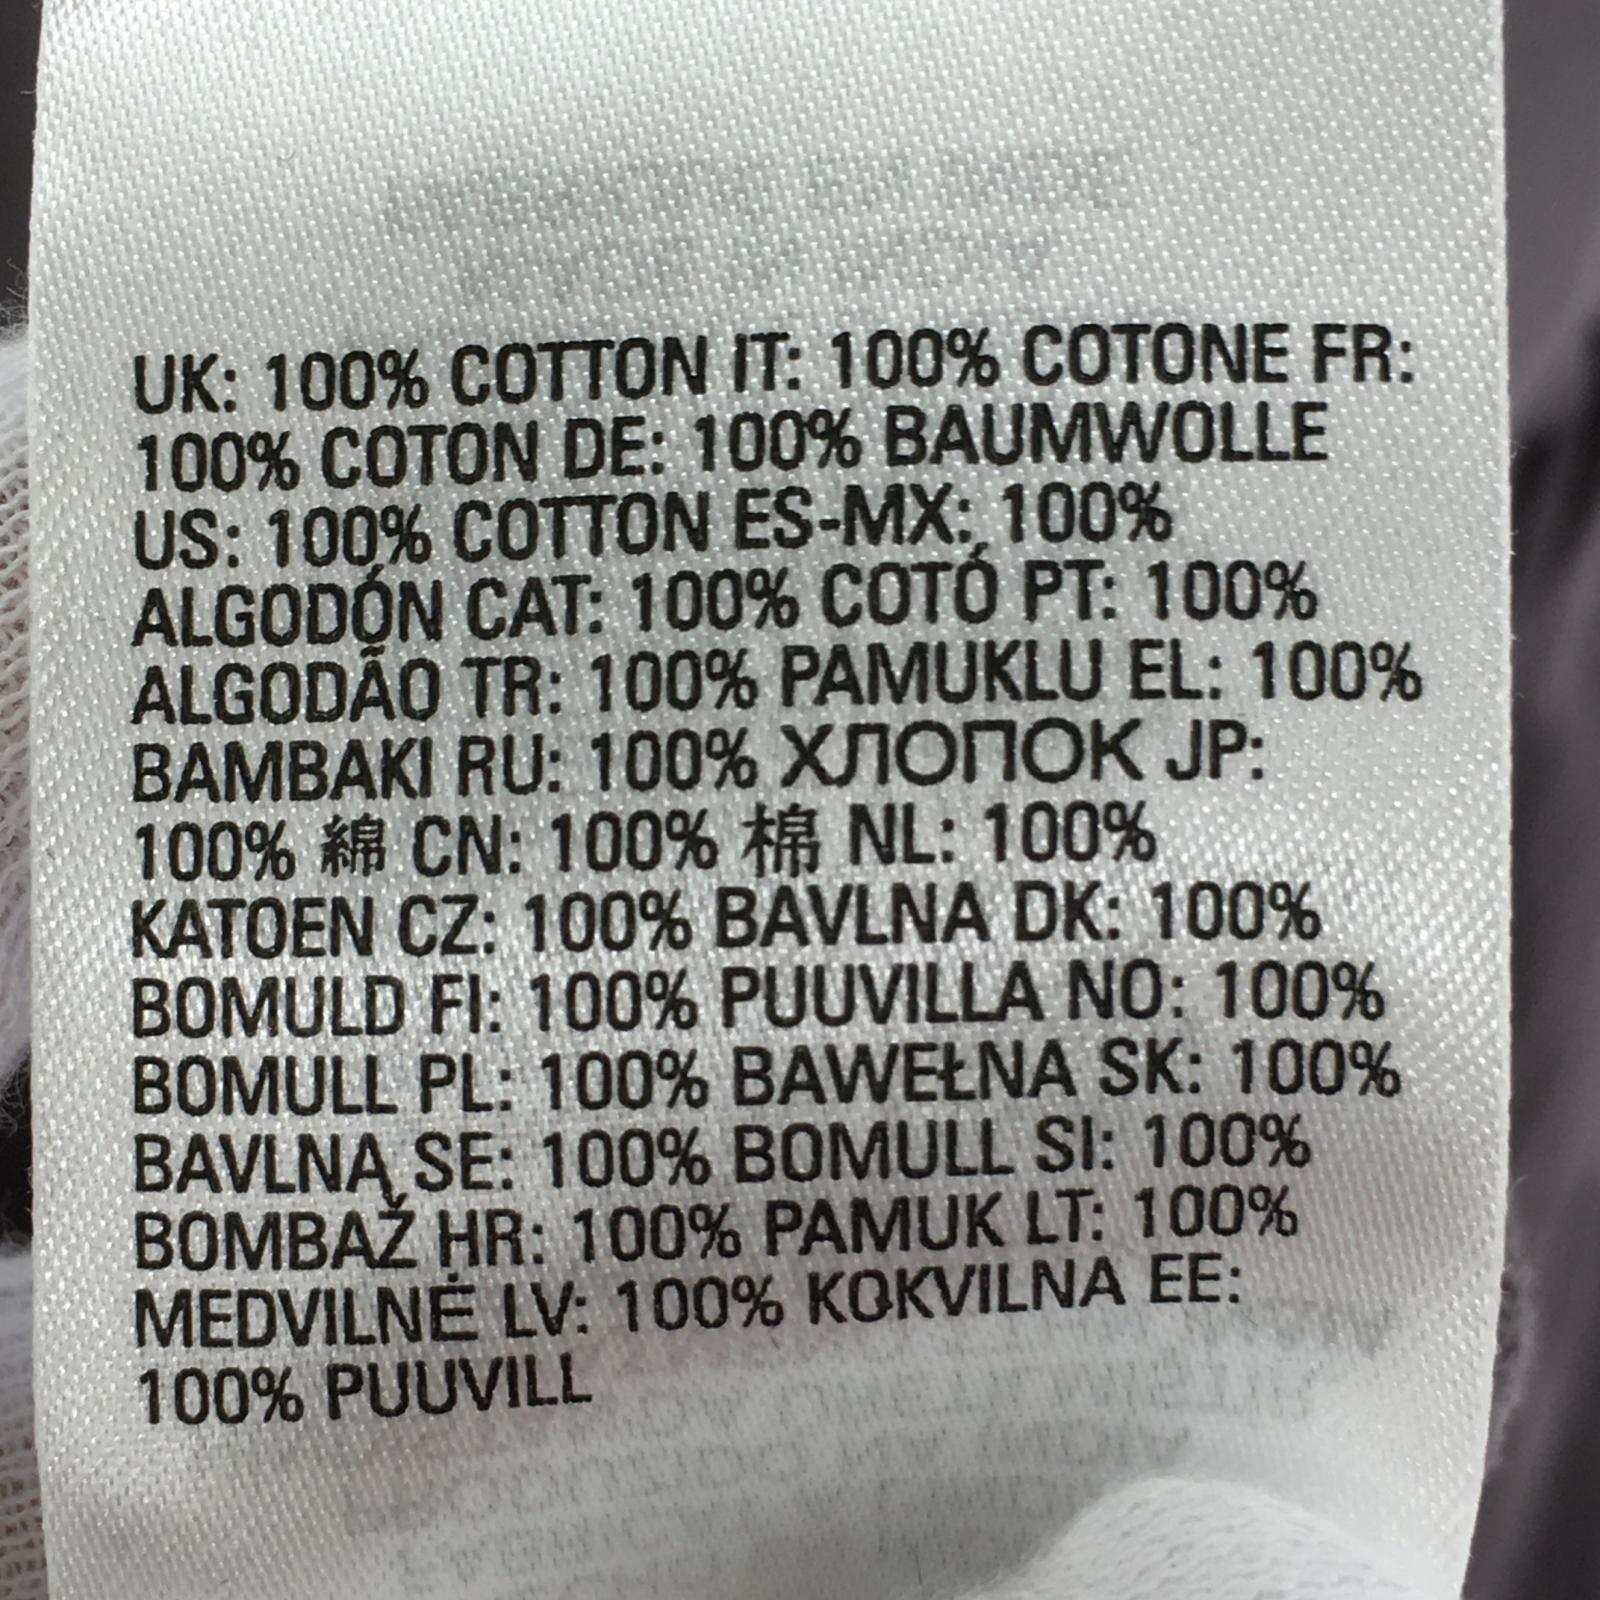 UK: 100% COTTON IT: 100% COTONE FR:
100% COTON DE: 100% BAUMWOLLE
US: 100% COTTON ES-MX: 100%
ALGODÓN CAT: 100% COTÓ PT: 100%
ALGODÃO TR: 100% PAMUKLU EL: 100%
BAMBAKI RU: 100% ХЛОПОК JP:
100% 綿 CN: 100% 棉 NL: 100%
KATOEN CZ: 100% BAVLNA DK: 100%
BOMULD FI: 100% PUUVILLA NO: 100%
BOMULL PL: 100% BAWEŁNA SK: 100%
BAVLNA SE: 100% BOMULL SI: 100%
BOMBAŽ HR: 100% PAMUK LT: 100%
MEDVILNĖ LV: 100% KOKVILNA EE:
100% PUUVILL